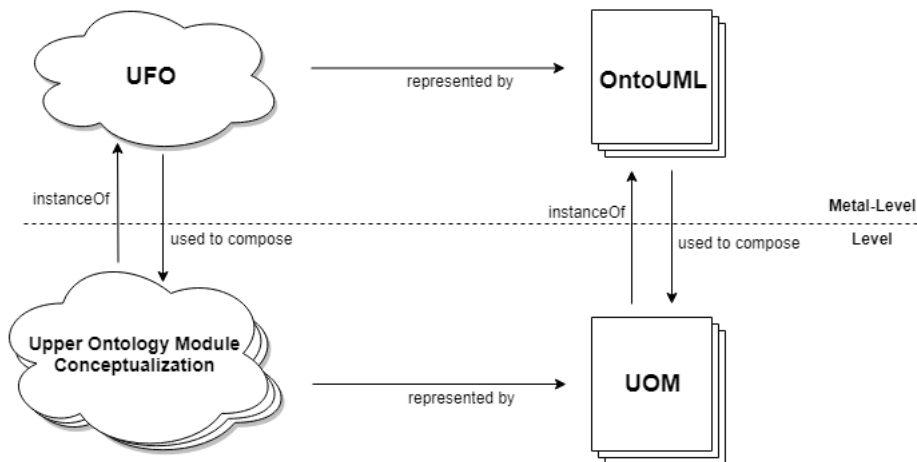 UFO
OntoUML
represented by
instanceOf
instanceOf
Metal-Level
used to compose
used to compose
Level
Upper Ontology Module
Conceptualization
UOM
represented by